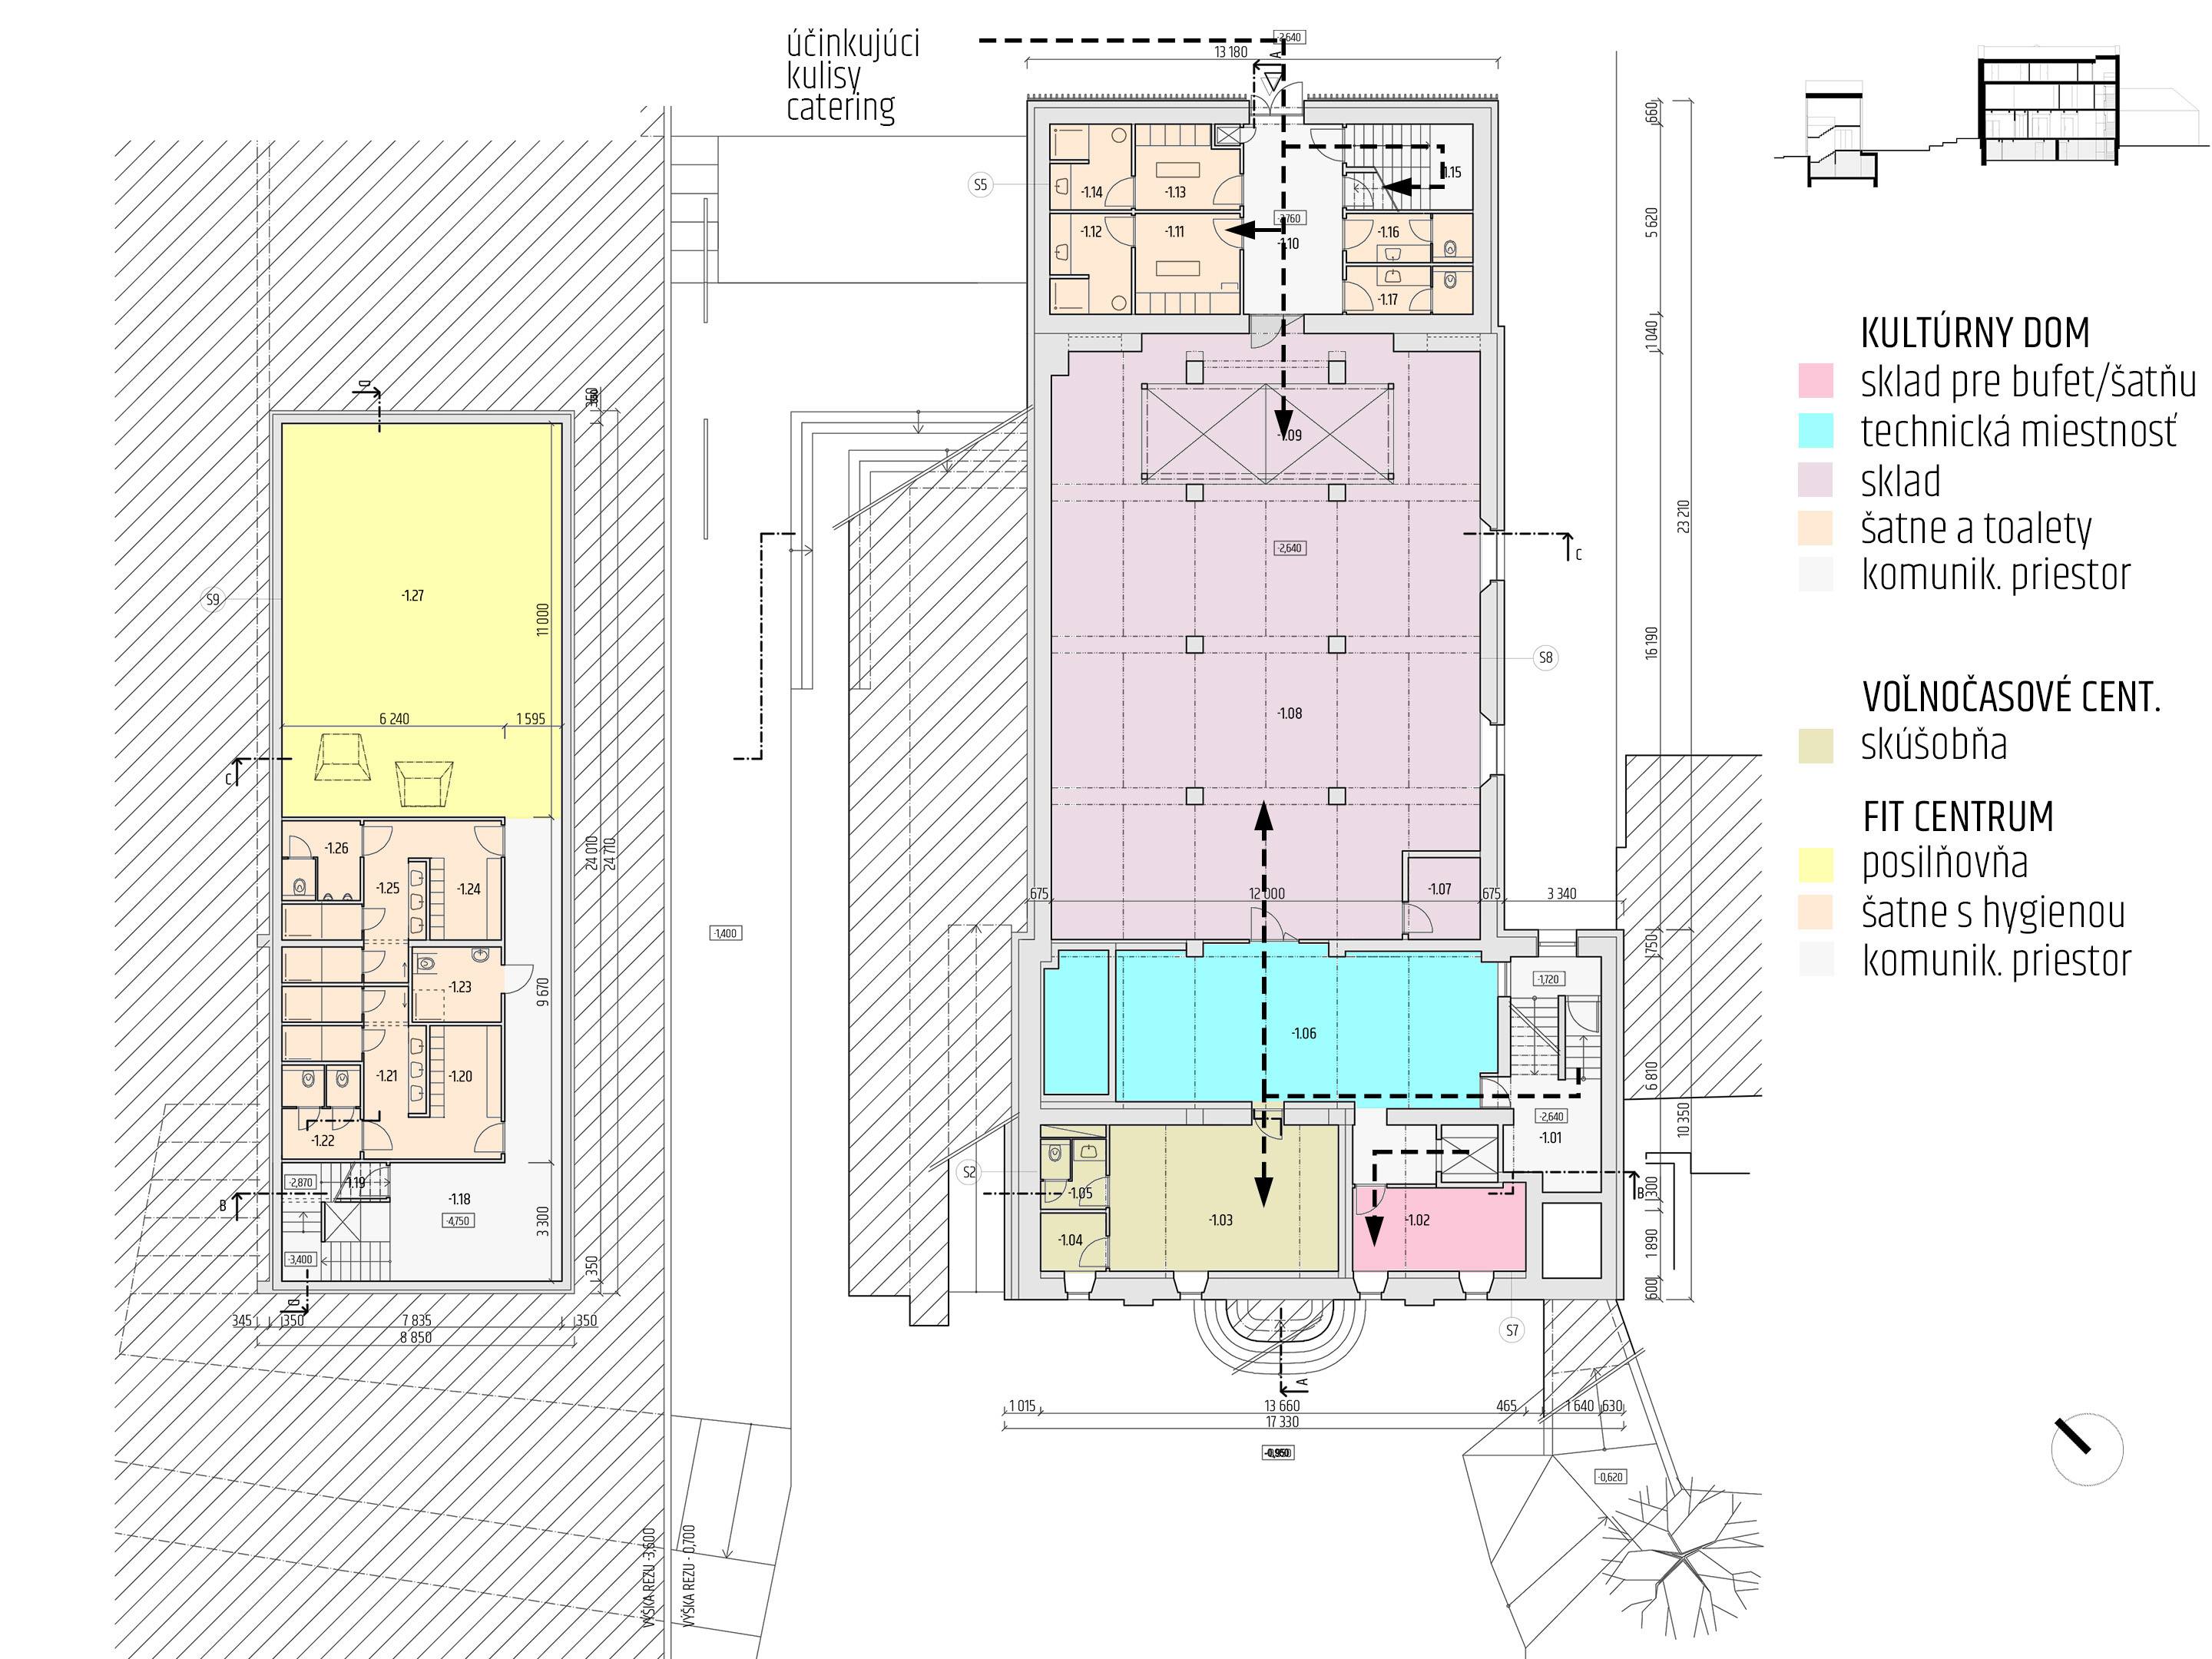 účinkujúci
kulisy
catering
-2,640
13 180
A
660
5 620
1 040
23 210
16 190
750
6 810
10 350
300
1 890
600
S5
-1.14
-1.13
-1.15
-1.12
-1.11
-1.10
-1.16
-1.17
-1.09
-2,640
C
S8
-1.08
-1.07
675
12 000
675
3 340
-1,720
-1.06
-2,640
-1.01
B
S2
-1.05
-1.04
-1.03
-1.02
S7
A
1 015
13 660
465
1 640
630
17 330
-0,620
D
S9
-1.27
11 000
6 240
1 595
C
24 010
24 710
-1.26
-1.25
-1.24
-1.23
9 670
-1.21
-1.20
-1.22
-2,870
-1.19
-1.18
-4,750
B
3 300
-3,400
350
D
345
350
7 835
350
8 850
-1,400
VÝŠKA REZU -3,600
VÝŠKA REZU - 0,700
KULTÚRNY DOM
sklad pre bufet/šatňu
technická miestnosť
sklad
šatne a toalety
komunik. priestor
VOĽNOČASOVÉ CENT.
skúšobňa
FIT CENTRUM
posilňovňa
šatne s hygienou
komunik. priestor